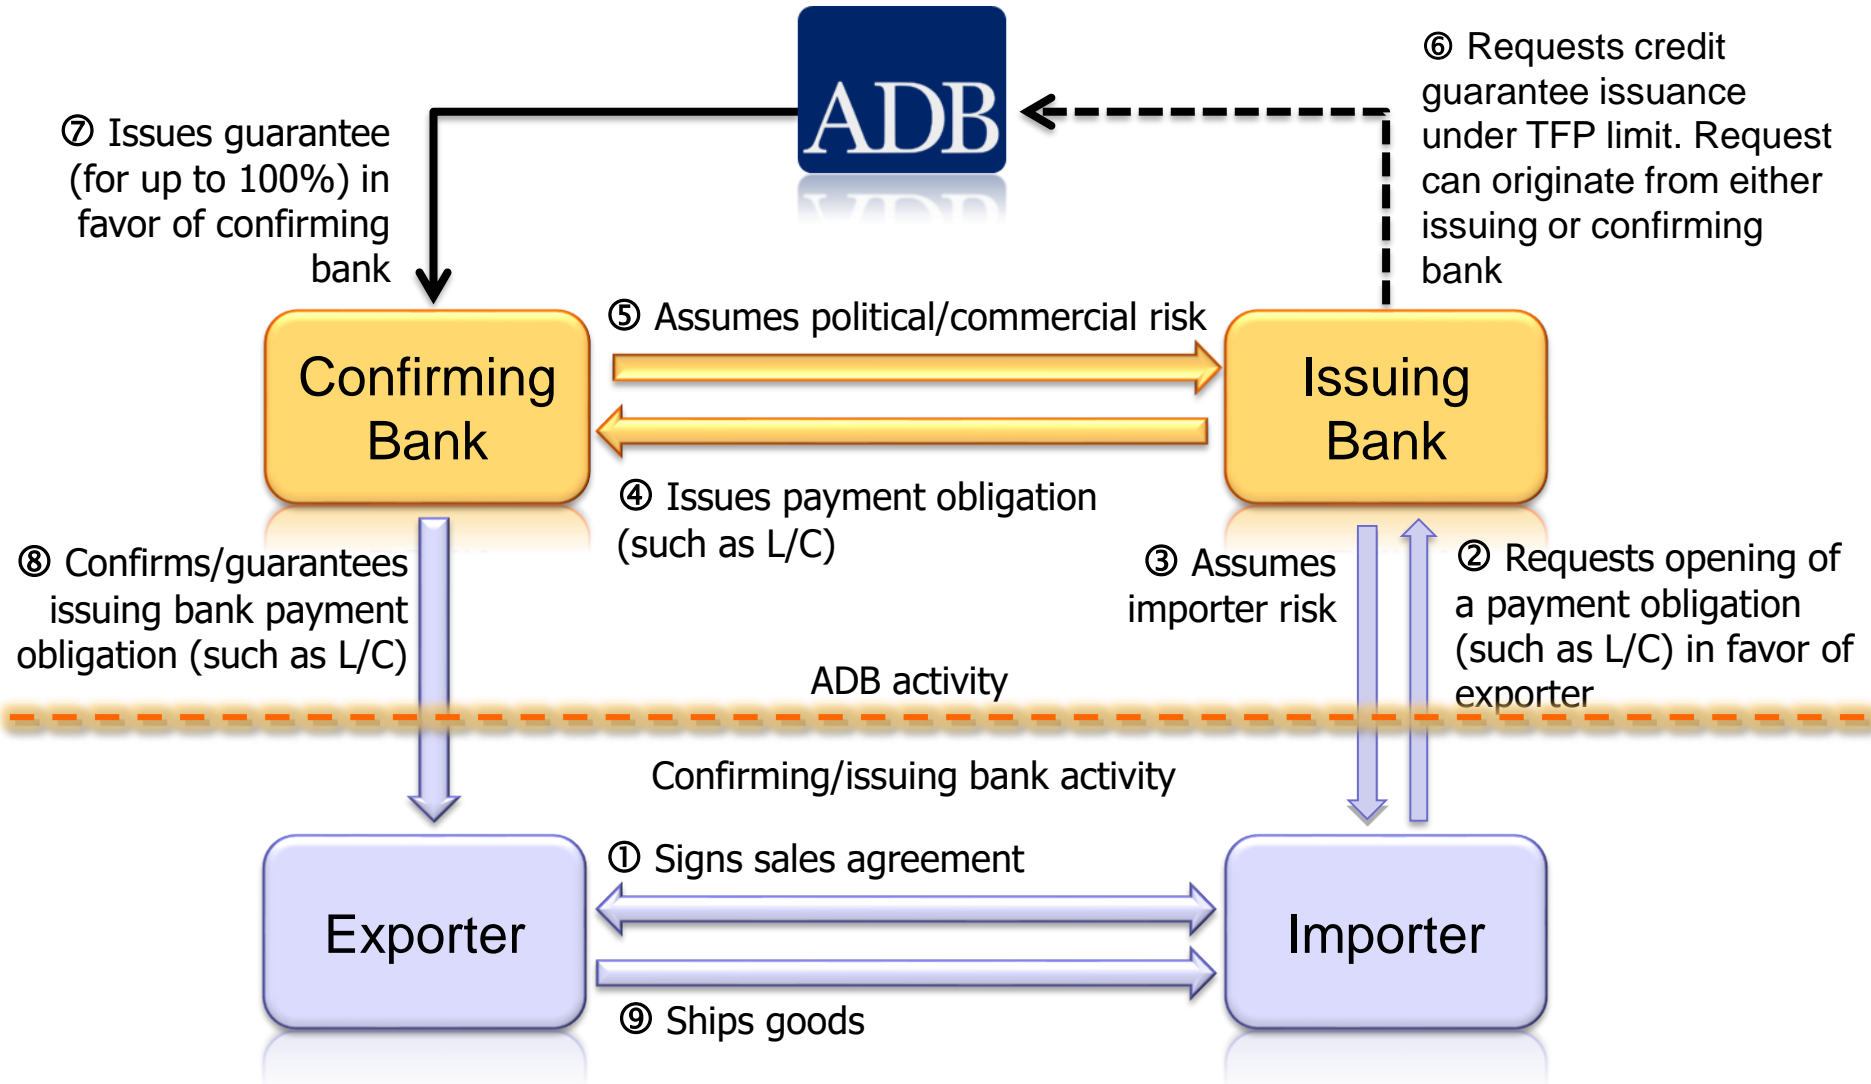 ADB
⑥ Requests credit
guarantee issuance
under TFP limit. Request
can originate from either
issuing or confirming
bank
⑦ Issues guarantee
(for up to 100%) in
favor of confirming
bank
⑤ Assumes political/commercial risk
Confirming
Bank
Issuing
Bank
④ Issues payment obligation
(such as L/C)
⑧ Confirms/guarantees
issuing bank payment
obligation (such as L/C)
③ Assumes
importer risk
② Requests opening of
a payment obligation
(such as L/C) in favor of
exporter
ADB activity
Confirming/issuing bank activity
① Signs sales agreement
Exporter
Importer
⑨ Ships goods